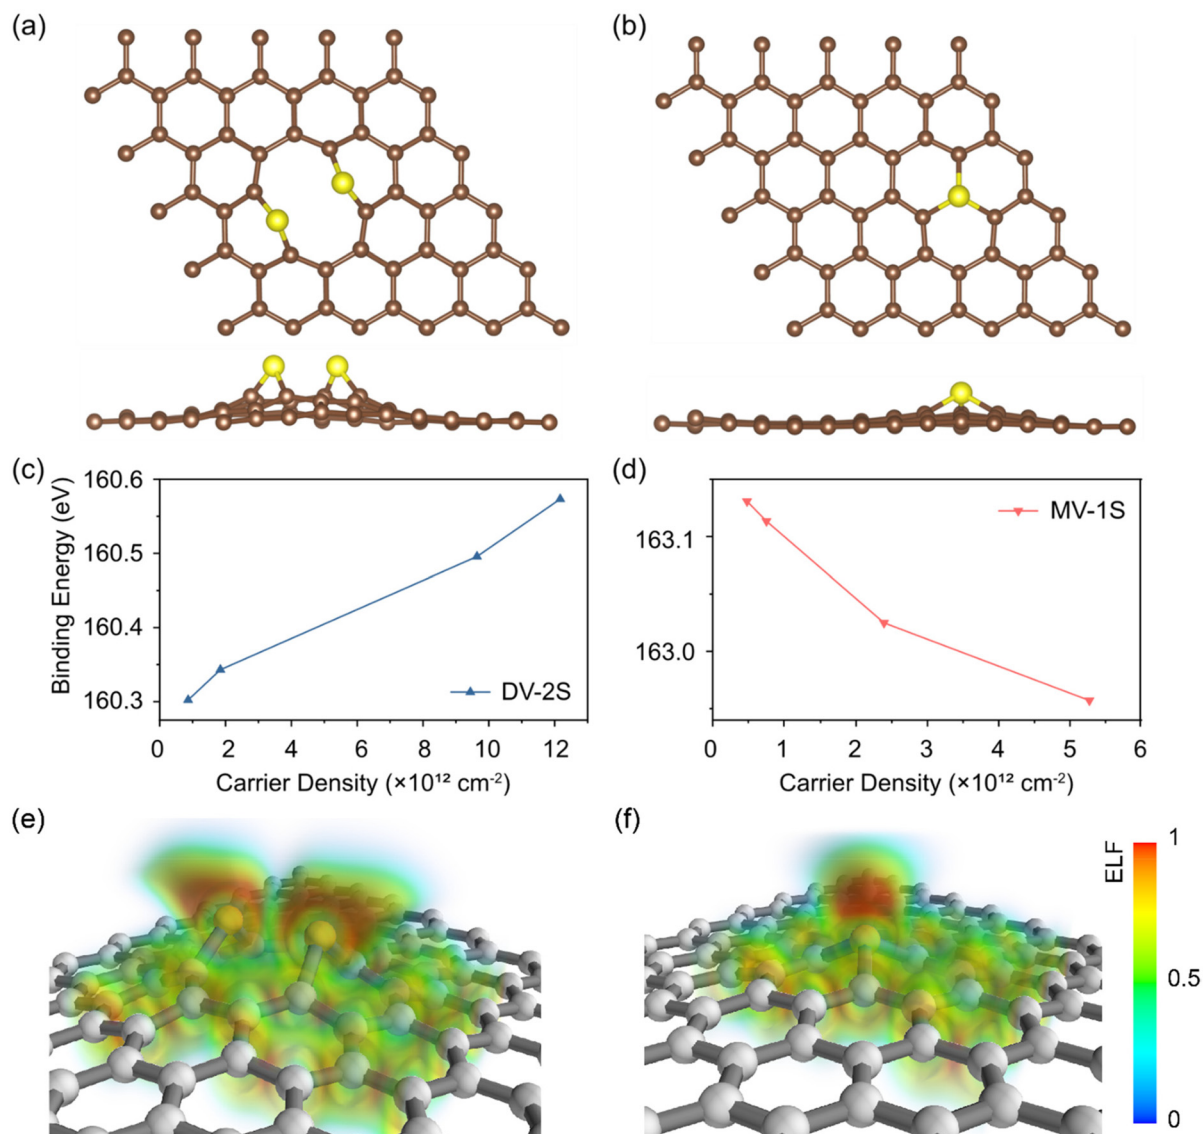 (a)
(b)
(c)
160.6
160.5
160.4
160.3
Binding Energy (eV)
DV-2S
0 2 4 6 8 10 12
Carrier Density (×10¹² cm⁻²)
(d)
163.1
163.0
MV-1S
0 1 2 3 4 5 6
Carrier Density (×10¹² cm⁻²)
(e)
(f)
ELF
1
0.5
0